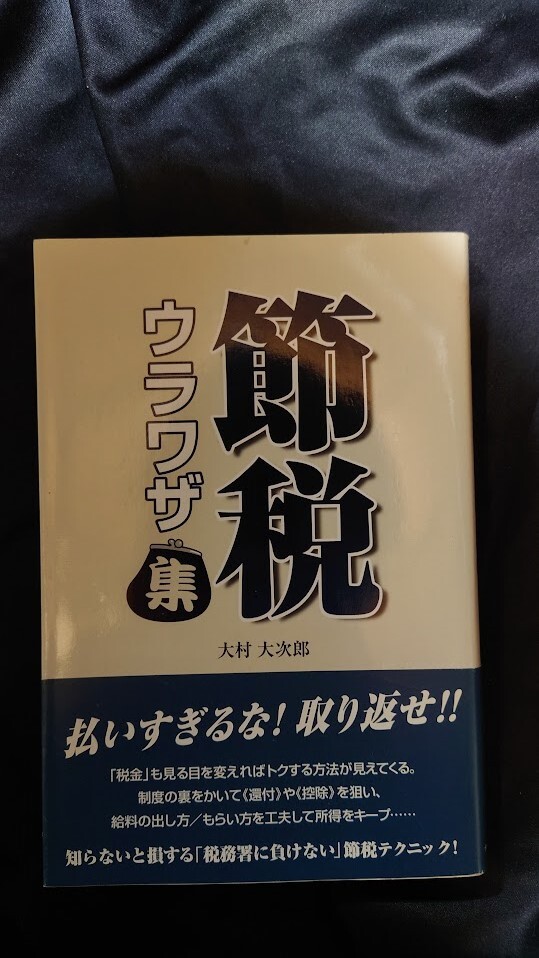 節税
ウラワザ集
大村 大次郎
払いすぎるな!取り返せ!!
「税金」も見る目を変えればトクする方法が見えてくる。
制度の裏をかいて《還付》や《控除》を狙い、
給料の出し方／もらい方を工夫して所得をキープ……
知らないと損する「税務署に負けない」節税テクニック!